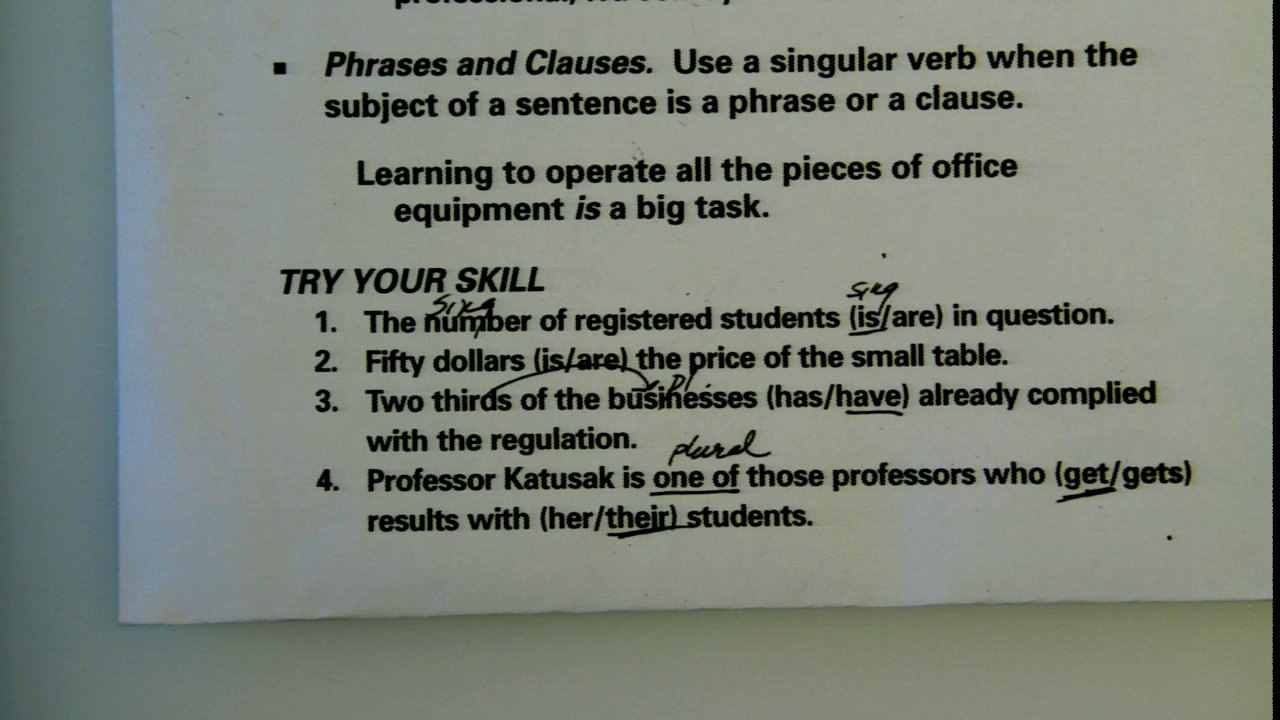 ■ Phrases and Clauses. Use a singular verb when the
subject of a sentence is a phrase or a clause.
Learning to operate all the pieces of office
equipment is a big task.
TRY YOUR SKILL
sing sing
1. The number of registered students (is/are) in question.
2. Fifty dollars (is/are) the price of the small table.
pl.
3. Two thirds of the businesses (has/have) already complied
with the regulation.
plural
4. Professor Katusak is one of those professors who (get/gets)
results with (her/their) students.